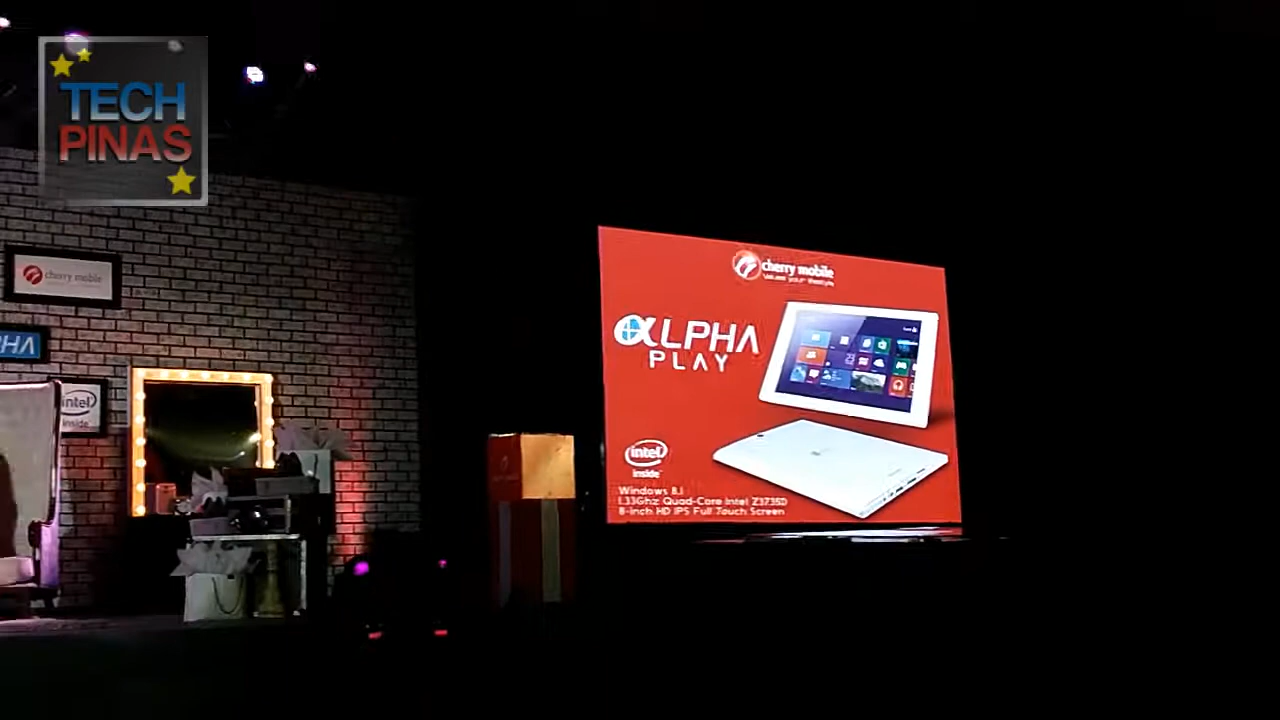 TECH
PINAS
cherry mobile
PHA
intel
inside
cherry mobile
ALPHA
PLAY
intel
inside
Windows 8.1
1.33Ghz Quad-Core Intel Z3735D
8-inch HD IPS Full Touch Screen